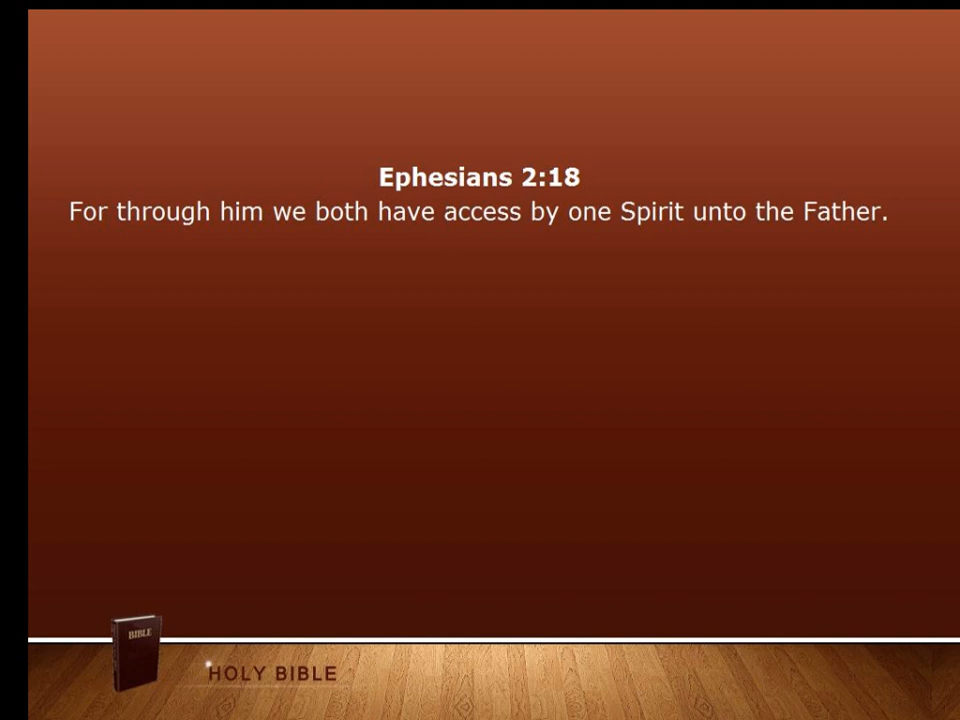 Ephesians 2:18
For through him we both have access by one Spirit unto the Father.
BIBLE
HOLY BIBLE